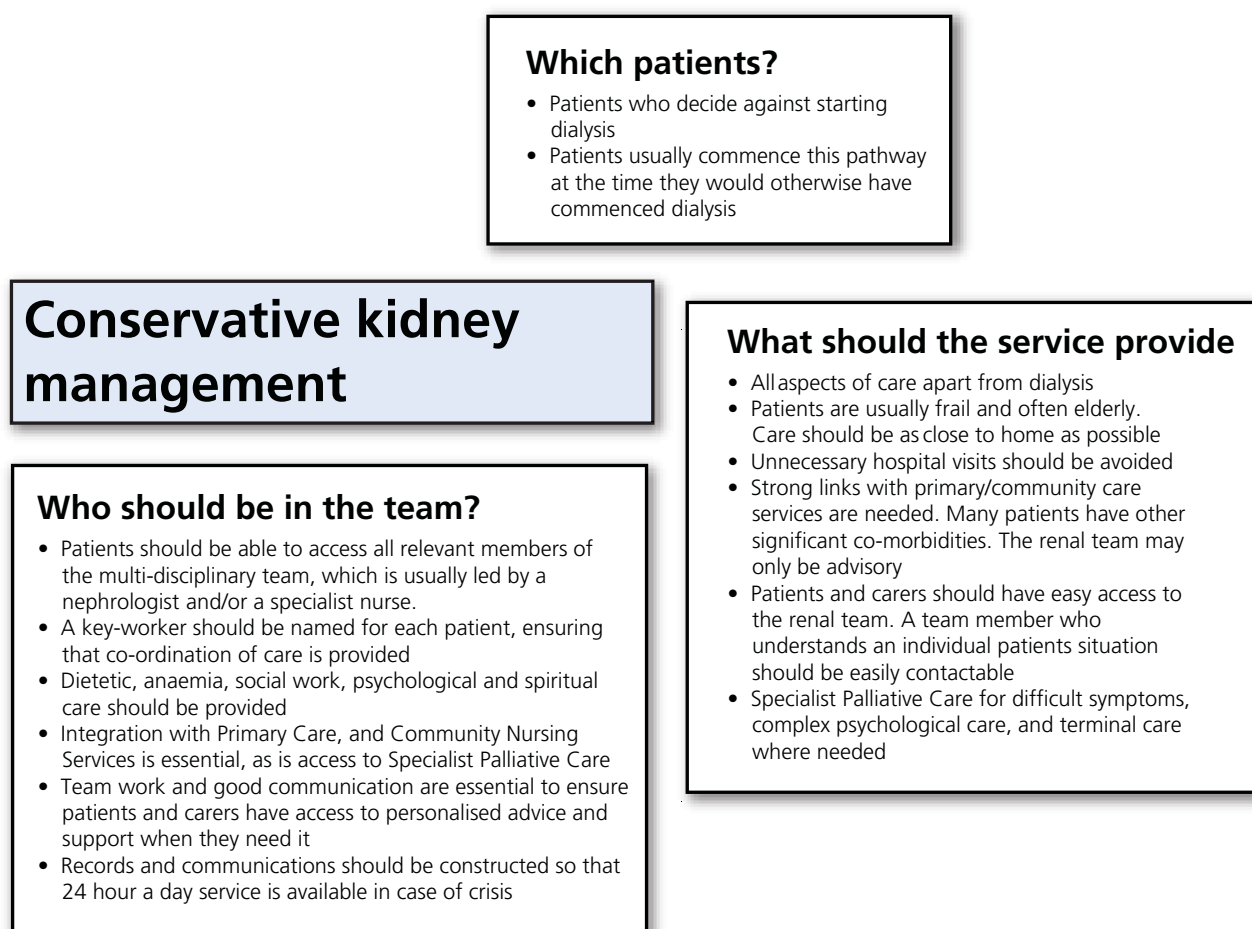 Which patients?
• Patients who decide against starting
dialysis
• Patients usually commence this pathway
at the time they would otherwise have
commenced dialysis
Conservative kidney
management
What should the service provide
• All aspects of care apart from dialysis
• Patients are usually frail and often elderly.
Care should be as close to home as possible
• Unnecessary hospital visits should be avoided
• Strong links with primary/community care
services are needed. Many patients have other
significant co-morbidities. The renal team may
only be advisory
• Patients and carers should have easy access to
the renal team. A team member who
understands an individual patients situation
should be easily contactable
• Specialist Palliative Care for difficult symptoms,
complex psychological care, and terminal care
where needed
Who should be in the team?
• Patients should be able to access all relevant members of
the multi-disciplinary team, which is usually led by a
nephrologist and/or a specialist nurse.
• A key-worker should be named for each patient, ensuring
that co-ordination of care is provided
• Dietetic, anaemia, social work, psychological and spiritual
care should be provided
• Integration with Primary Care, and Community Nursing
Services is essential, as is access to Specialist Palliative Care
• Team work and good communication are essential to ensure
patients and carers have access to personalised advice and
support when they need it
• Records and communications should be constructed so that
24 hour a day service is available in case of crisis